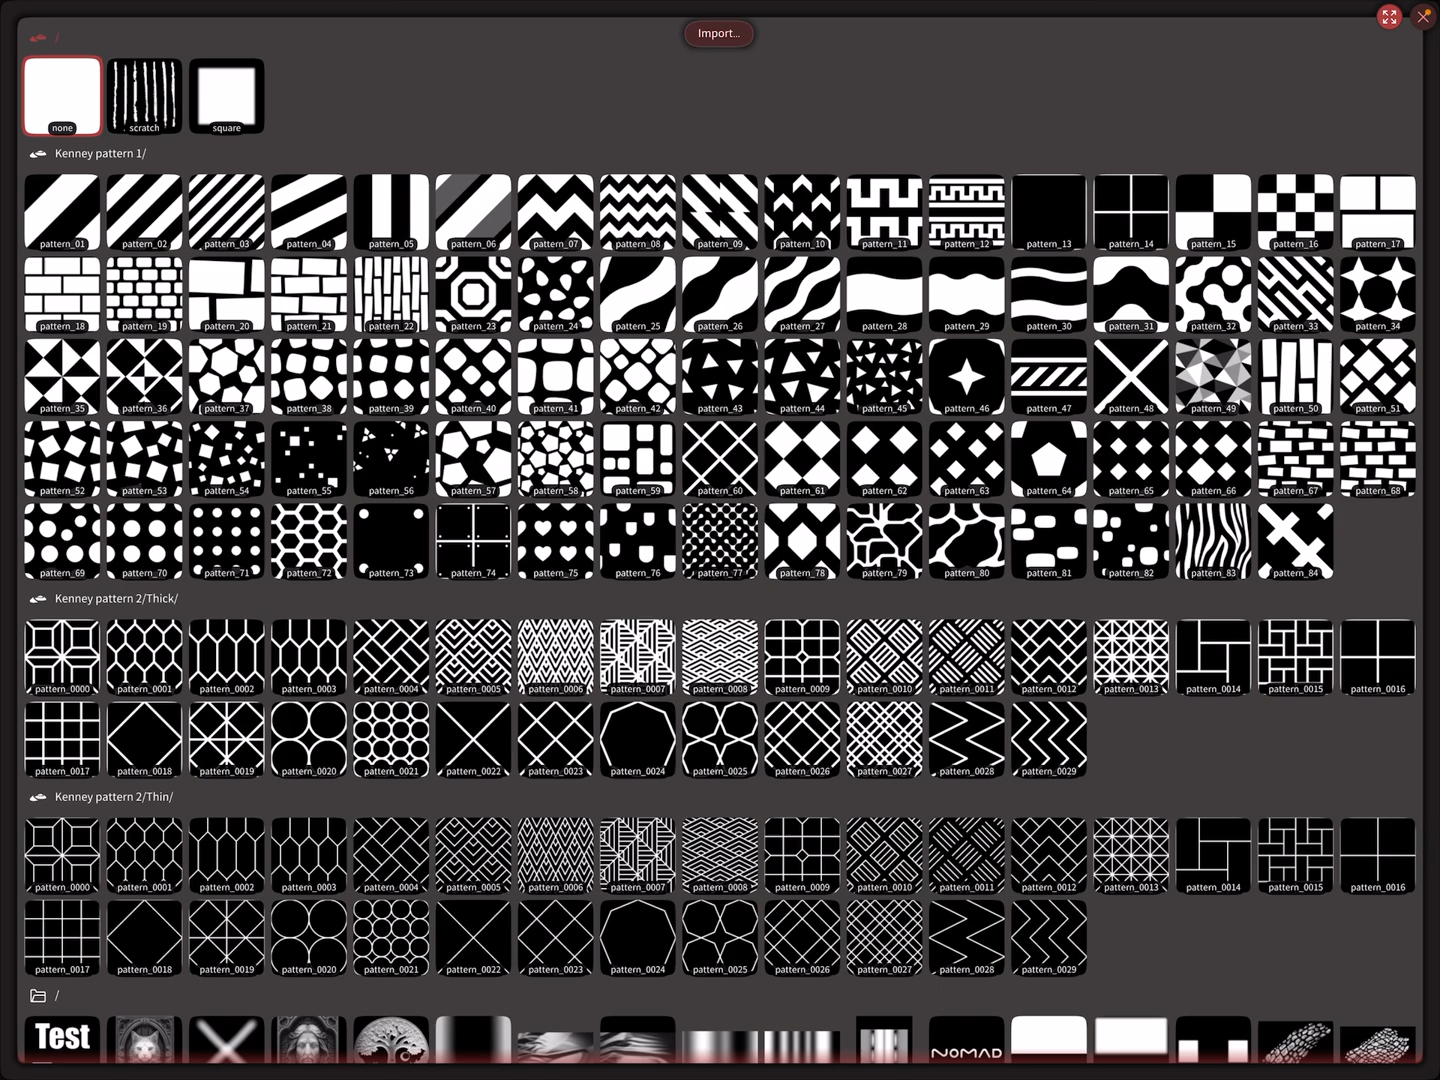 /
Import...
none scratch square
Kenney pattern 1/
pattern_01 pattern_02 pattern_03 pattern_04 pattern_05 pattern_06 pattern_07 pattern_08 pattern_09 pattern_10 pattern_11 pattern_12 pattern_13 pattern_14 pattern_15 pattern_16 pattern_17
pattern_18 pattern_19 pattern_20 pattern_21 pattern_22 pattern_23 pattern_24 pattern_25 pattern_26 pattern_27 pattern_28 pattern_29 pattern_30 pattern_31 pattern_32 pattern_33 pattern_34
pattern_35 pattern_36 pattern_37 pattern_38 pattern_39 pattern_40 pattern_41 pattern_42 pattern_43 pattern_44 pattern_45 pattern_46 pattern_47 pattern_48 pattern_49 pattern_50 pattern_51
pattern_52 pattern_53 pattern_54 pattern_55 pattern_56 pattern_57 pattern_58 pattern_59 pattern_60 pattern_61 pattern_62 pattern_63 pattern_64 pattern_65 pattern_66 pattern_67 pattern_68
pattern_69 pattern_70 pattern_71 pattern_72 pattern_73 pattern_74 pattern_75 pattern_76 pattern_77 pattern_78 pattern_79 pattern_80 pattern_81 pattern_82 pattern_83 pattern_84
Kenney pattern 2/Thick/
pattern_0000 pattern_0001 pattern_0002 pattern_0003 pattern_0004 pattern_0005 pattern_0006 pattern_0007 pattern_0008 pattern_0009 pattern_0010 pattern_0011 pattern_0012 pattern_0013 pattern_0014 pattern_0015 pattern_0016
pattern_0017 pattern_0018 pattern_0019 pattern_0020 pattern_0021 pattern_0022 pattern_0023 pattern_0024 pattern_0025 pattern_0026 pattern_0027 pattern_0028 pattern_0029
Kenney pattern 2/Thin/
pattern_0000 pattern_0001 pattern_0002 pattern_0003 pattern_0004 pattern_0005 pattern_0006 pattern_0007 pattern_0008 pattern_0009 pattern_0010 pattern_0011 pattern_0012 pattern_0013 pattern_0014 pattern_0015 pattern_0016
pattern_0017 pattern_0018 pattern_0019 pattern_0020 pattern_0021 pattern_0022 pattern_0023 pattern_0024 pattern_0025 pattern_0026 pattern_0027 pattern_0028 pattern_0029
/
Test NOMAD